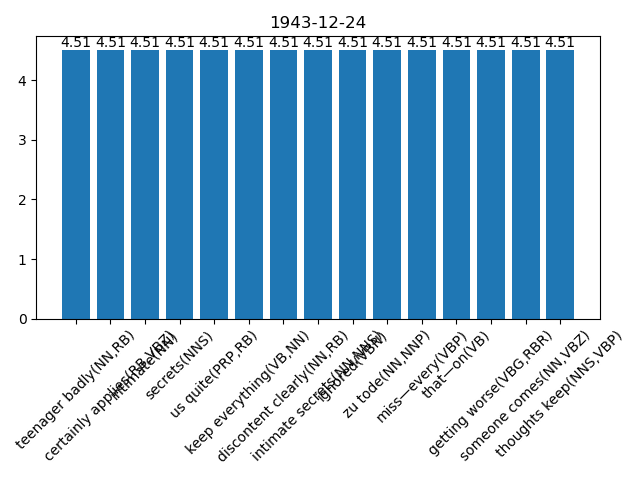 1943-12-24
4.51 4.51 4.51 4.51 4.51 4.51 4.51 4.51 4.51 4.51 4.51 4.51 4.51 4.51 4.51
4
3
2
1
0
teenager badly(NN,RB)
certainly applies(RB,VBZ)
intimate(NN)
secrets(NNS)
us quite(PRP,RB)
keep everything(VB,NN)
discontent clearly(NN,RB)
intimate secrets(NN,NNS)
ignored(VBN)
zu tode(NN,NNP)
miss—every(VBP)
that—on(VB)
getting worse(VBG,RBR)
someone comes(NN,VBZ)
thoughts keep(NNS,VBP)